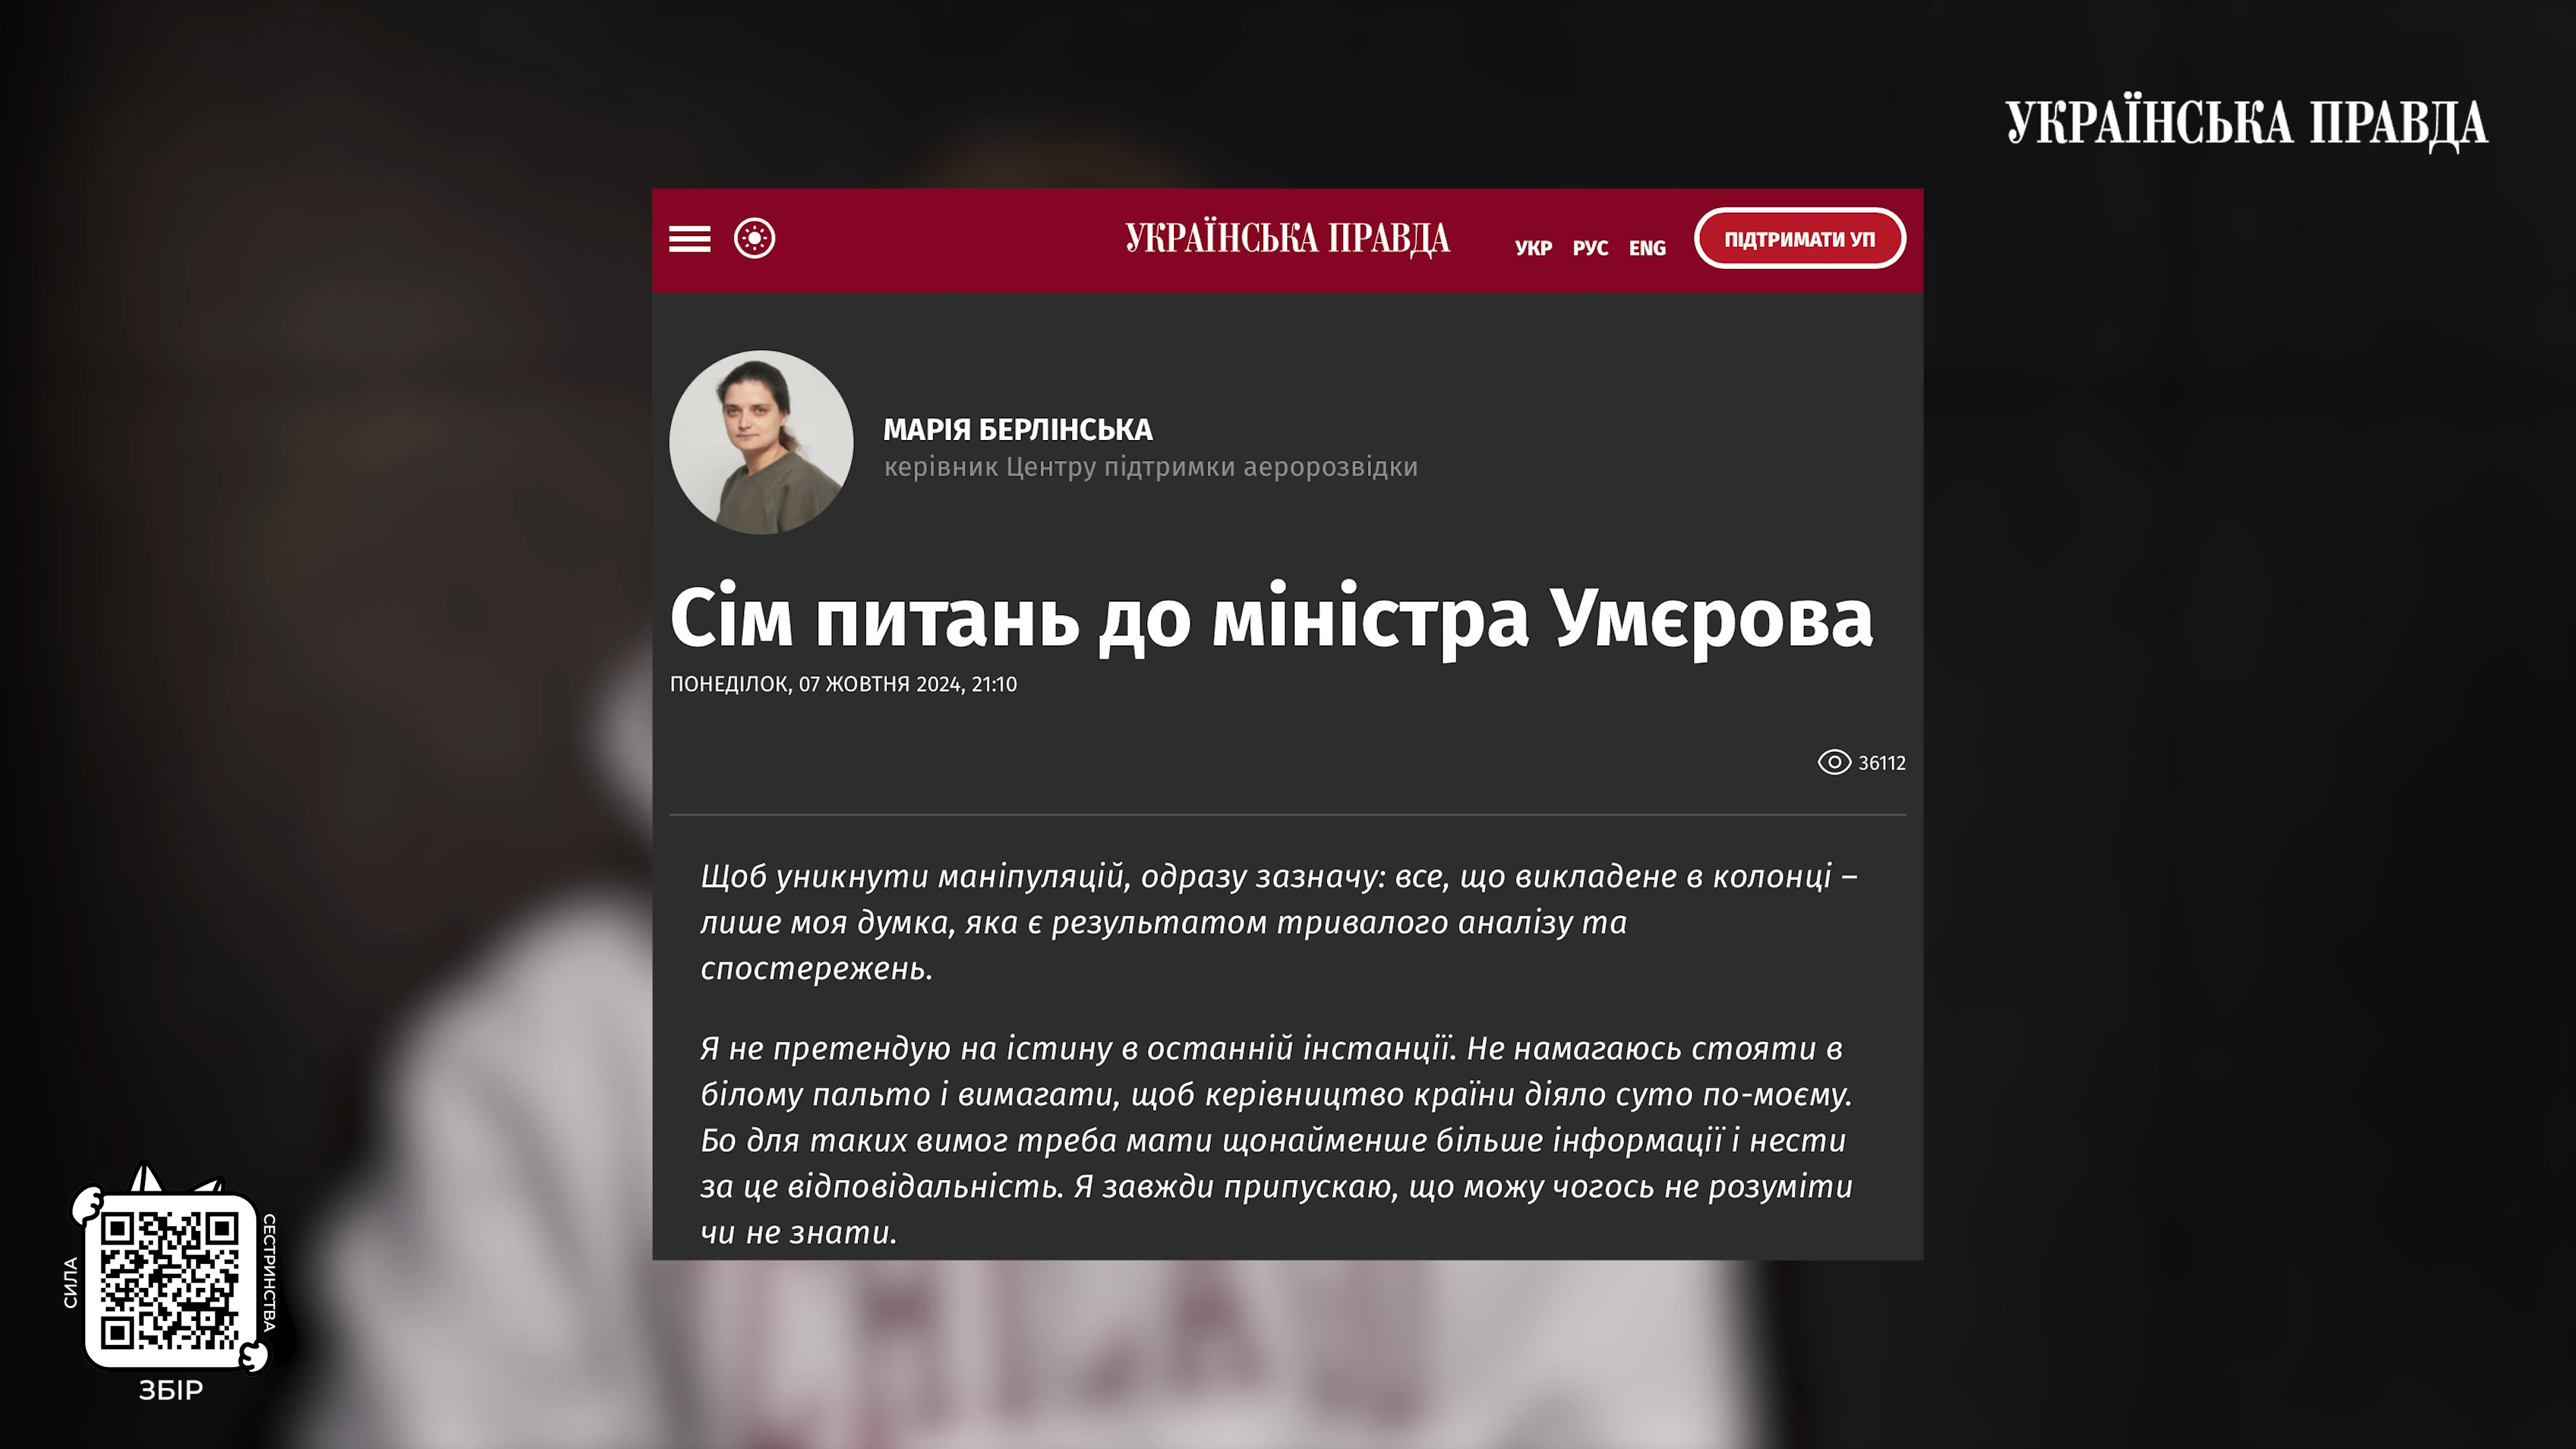 УКРАЇНСЬКА ПРАВДА
УКРАЇНСЬКА ПРАВДА
УКР РУС ENG
ПІДТРИМАТИ УП
МАРІЯ БЕРЛІНСЬКА
керівник Центру підтримки аеророзвідки
Сім питань до міністра Умєрова
ПОНЕДІЛОК, 07 ЖОВТНЯ 2024, 21:10
36112
Щоб уникнути маніпуляцій, одразу зазначу: все, що викладене в колонці –
лише моя думка, яка є результатом тривалого аналізу та
спостережень.
Я не претендую на істину в останній інстанції. Не намагаюсь стояти в
білому пальто і вимагати, щоб керівництво країни діяло суто по-моєму.
Бо для таких вимог треба мати щонайменше більше інформації і нести
за це відповідальність. Я завжди припускаю, що можу чогось не розуміти
чи не знати.
СИЛА
СЕСТРИНСТВА
ЗБІР